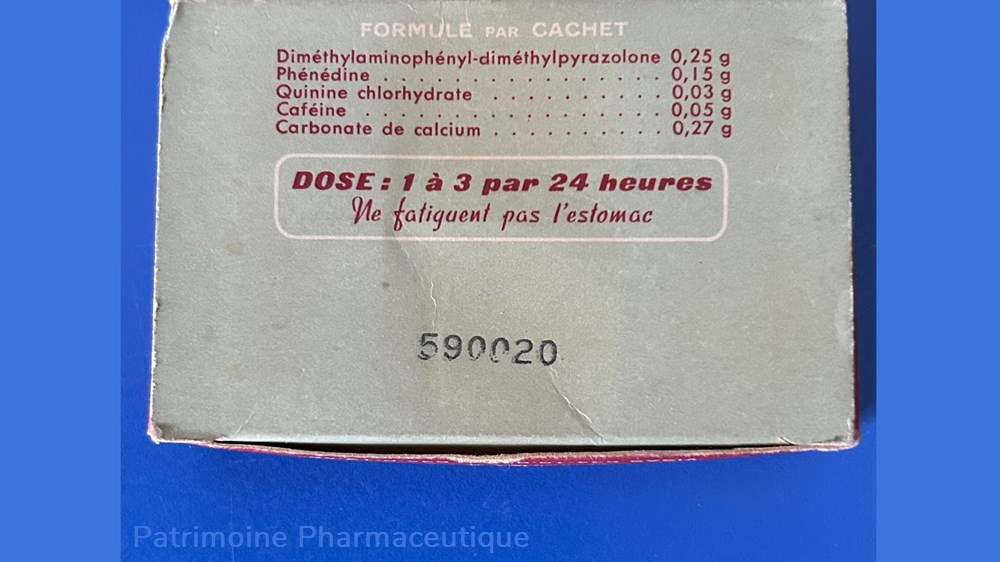 FORMULE PAR CACHET
Diméthylaminophényl-diméthylpyrazolone 0,25 g
Phénédine . . . . . . . . . . . . . . . . 0,15 g
Quinine chlorhydrate . . . . . . . . . . 0,03 g
Caféine . . . . . . . . . . . . . . . . . 0,05 g
Carbonate de calcium . . . . . . . . . . 0,27 g
DOSE : 1 à 3 par 24 heures
Ne fatiguent pas l'estomac
590020
Patrimoine Pharmaceutique